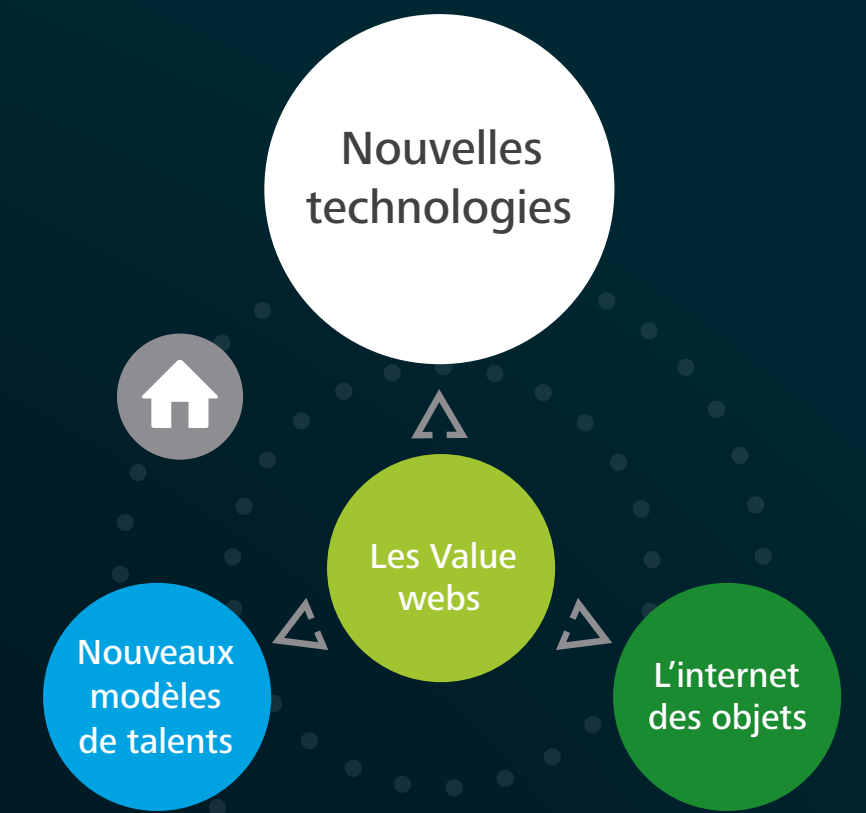 Nouvelles
technologies
Les Value
webs
Nouveaux
modèles
de talents
L’internet
des objets